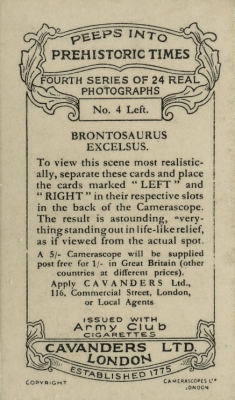 PEEPS INTO
PREHISTORIC TIMES
FOURTH SERIES OF 24 REAL
PHOTOGRAPHS
No. 4 Left.
BRONTOSAURUS
EXCELSUS.
To view this scene most realistic-
ally, separate these cards and place
the cards marked "LEFT" and
"RIGHT" in their respective slots
in the back of the Camerascope.
The result is astounding, "very-
thing standing out in life-like relief,
as if viewed from the actual spot.
A 5/- Camerascope will be supplied
post free for 1/- in Great Britain (other
countries at different prices).
Apply CAVANDERS Ltd.,
116, Commercial Street, London,
or Local Agents
ISSUED WITH
Army Club
CIGARETTES
CAVANDERS LTD.
LONDON
ESTABLISHED 1775
COPYRIGHT
CAMERASCOPES LTD
LONDON